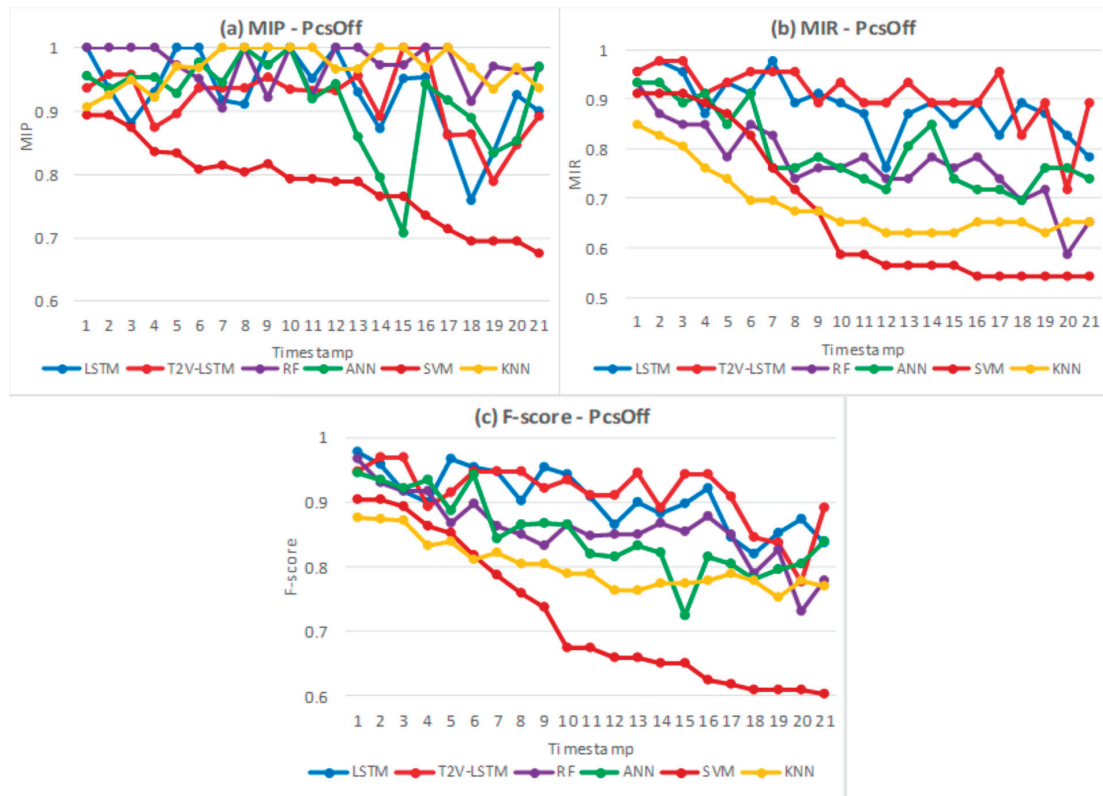 (a) MIP - PcsOff
1
0.9
0.8
0.7
0.6
MIP
1 2 3 4 5 6 7 8 9 10 11 12 13 14 15 16 17 18 19 20 21
Timestamp
LSTM T2V-LSTM RF ANN SVM KNN
(b) MIR - PcsOff
1
0.9
0.8
0.7
0.6
0.5
MIR
1 2 3 4 5 6 7 8 9 10 11 12 13 14 15 16 17 18 19 20 21
Timestamp
LSTM T2V-LSTM RF ANN SVM KNN
(c) F-score - PcsOff
1
0.9
0.8
0.7
0.6
F-score
1 2 3 4 5 6 7 8 9 10 11 12 13 14 15 16 17 18 19 20 21
Timestamp
LSTM T2V-LSTM RF ANN SVM KNN